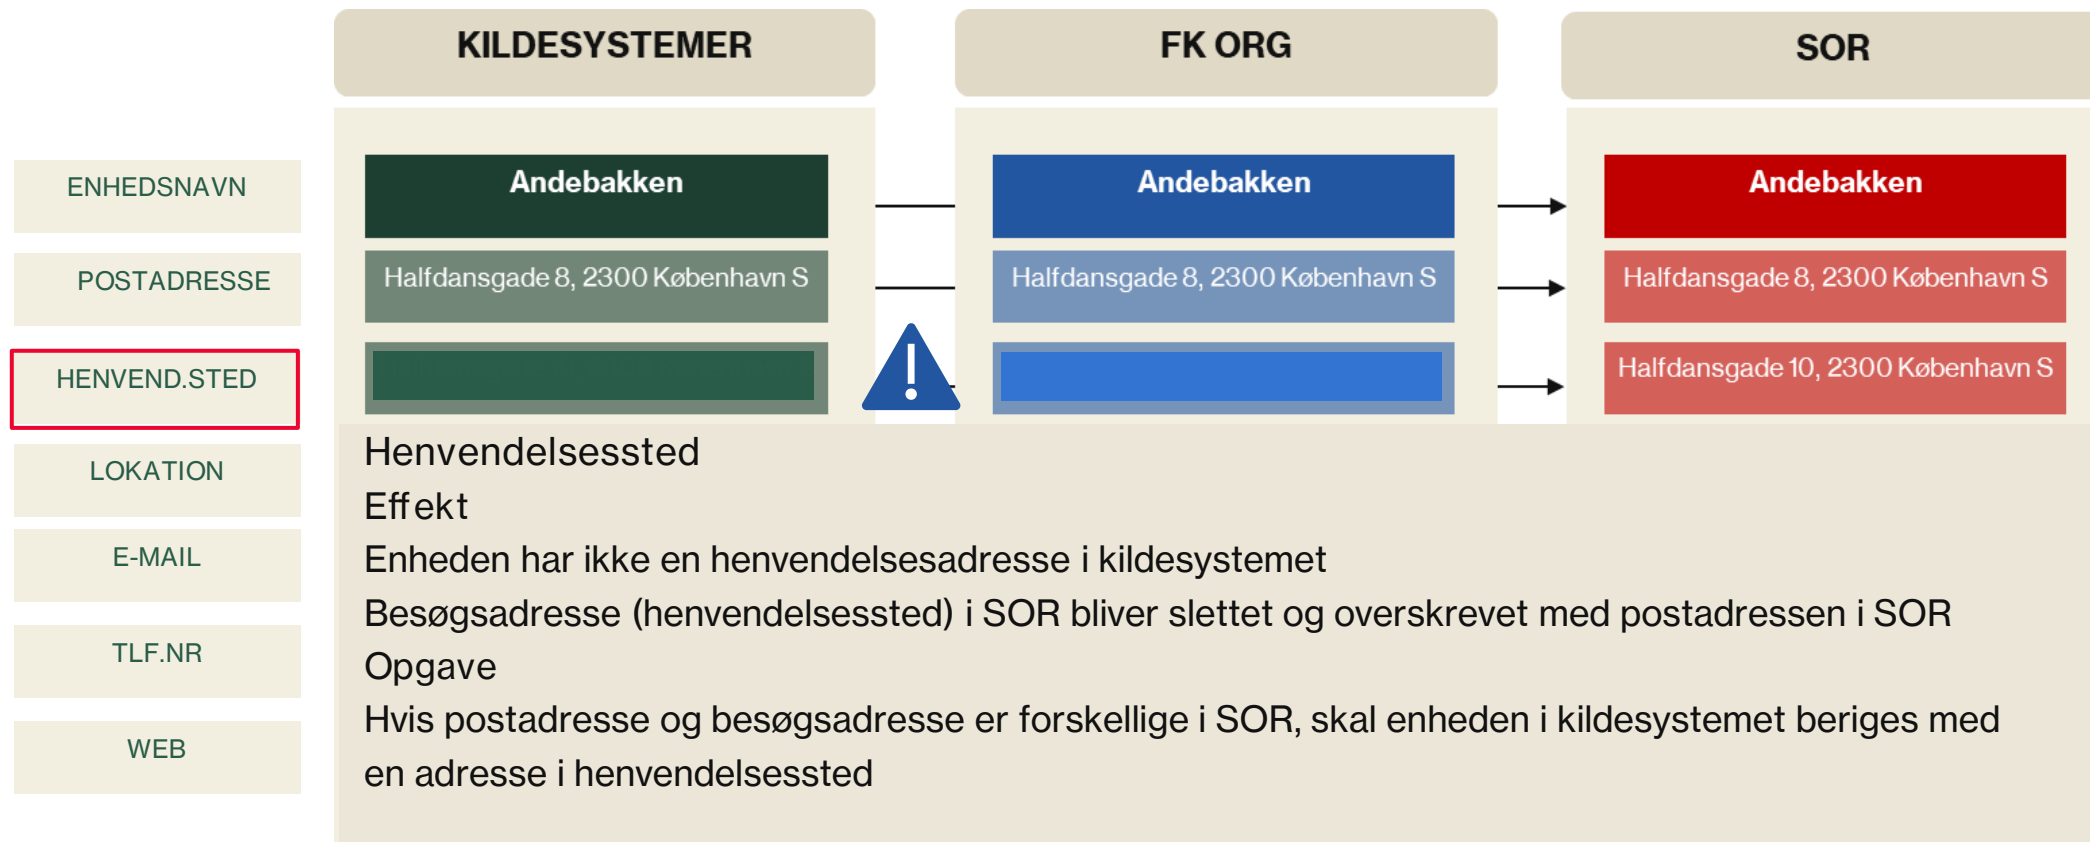 KILDESYSTEMER
FK ORG
SOR
ENHEDSNAVN
Andebakken
Andebakken
Andebakken
POSTADRESSE
Halfdansgade 8, 2300 København S
Halfdansgade 8, 2300 København S
Halfdansgade 8, 2300 København S
HENVEND.STED
Halfdansgade 10, 2300 København S
LOKATION
E-MAIL
TLF.NR
WEB
Henvendelsessted
Effekt
Enheden har ikke en henvendelsesadresse i kildesystemet
Besøgsadresse (henvendelsessted) i SOR bliver slettet og overskrevet med postadressen i SOR
Opgave
Hvis postadresse og besøgsadresse er forskellige i SOR, skal enheden i kildesystemet beriges med
en adresse i henvendelsessted